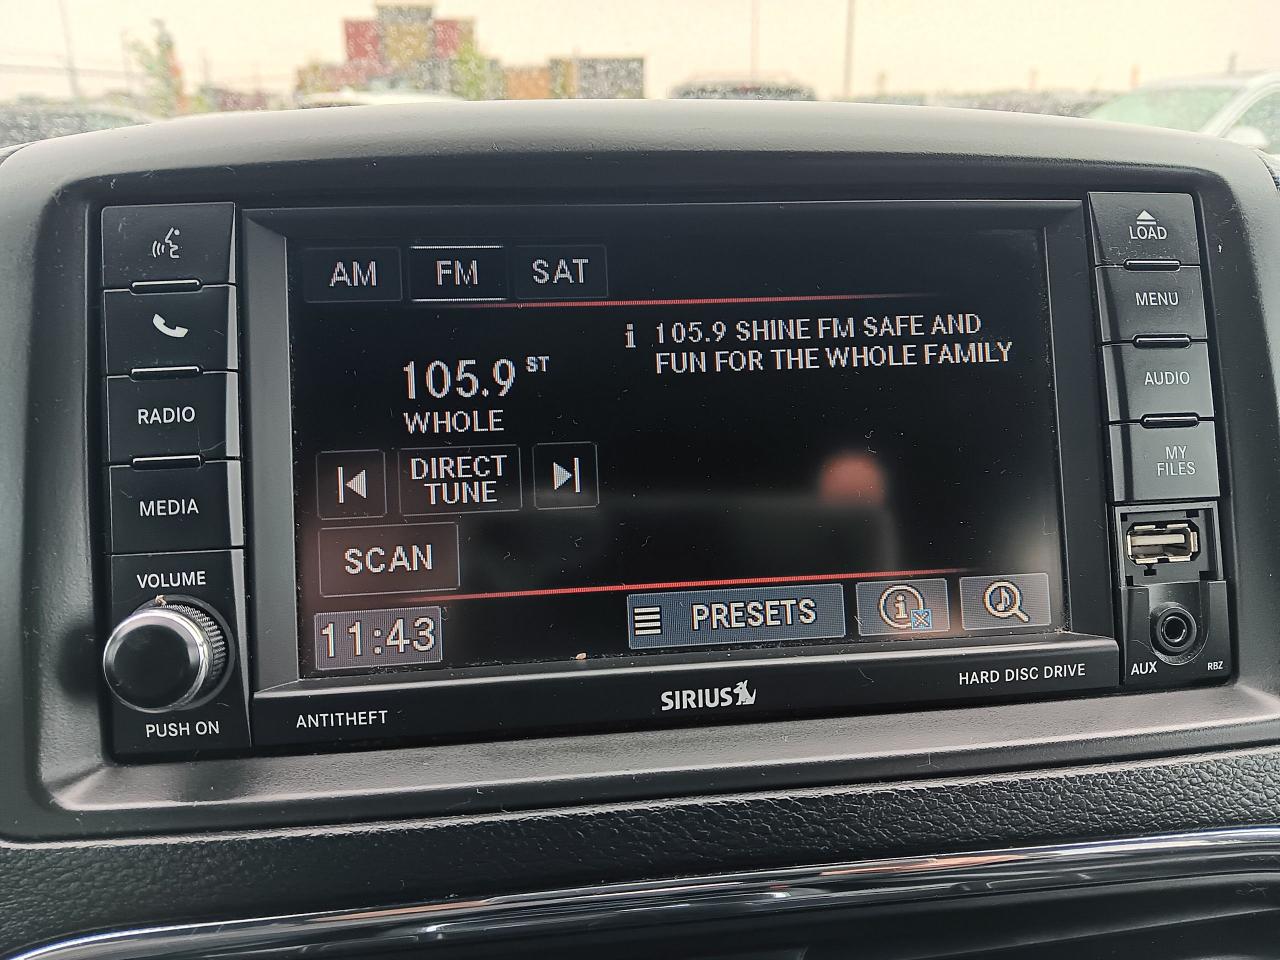 AM FM SAT
i 105.9 SHINE FM SAFE AND
FUN FOR THE WHOLE FAMILY
105.9 ST
WHOLE
DIRECT
TUNE
SCAN
11:43
PRESETS
i
RADIO
MEDIA
VOLUME
PUSH ON
LOAD
MENU
AUDIO
MY
FILES
AUX
RBZ
ANTITHEFT
SIRIUS
HARD DISC DRIVE